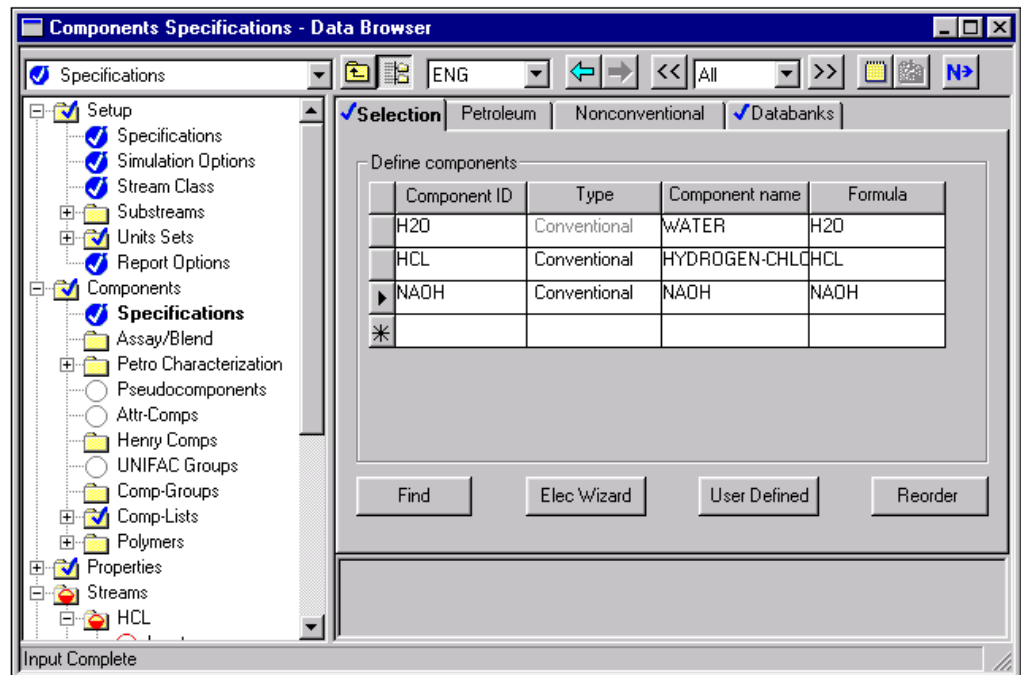 Components Specifications - Data Browser
Specifications
ENG
<<
All
>>
N
Setup
Specifications
Simulation Options
Stream Class
Substreams
Units Sets
Report Options
Components
Specifications
Assay/Blend
Petro Characterization
Pseudocomponents
Attr-Comps
Henry Comps
UNIFAC Groups
Comp-Groups
Comp-Lists
Polymers
Properties
Streams
HCL
Selection Petroleum Nonconventional Databanks
Define components
Component ID Type Component name Formula
H2O Conventional WATER H2O
HCL Conventional HYDROGEN-CHLO HCL
NAOH Conventional NAOH NAOH
Find Elec Wizard User Defined Reorder
Input Complete